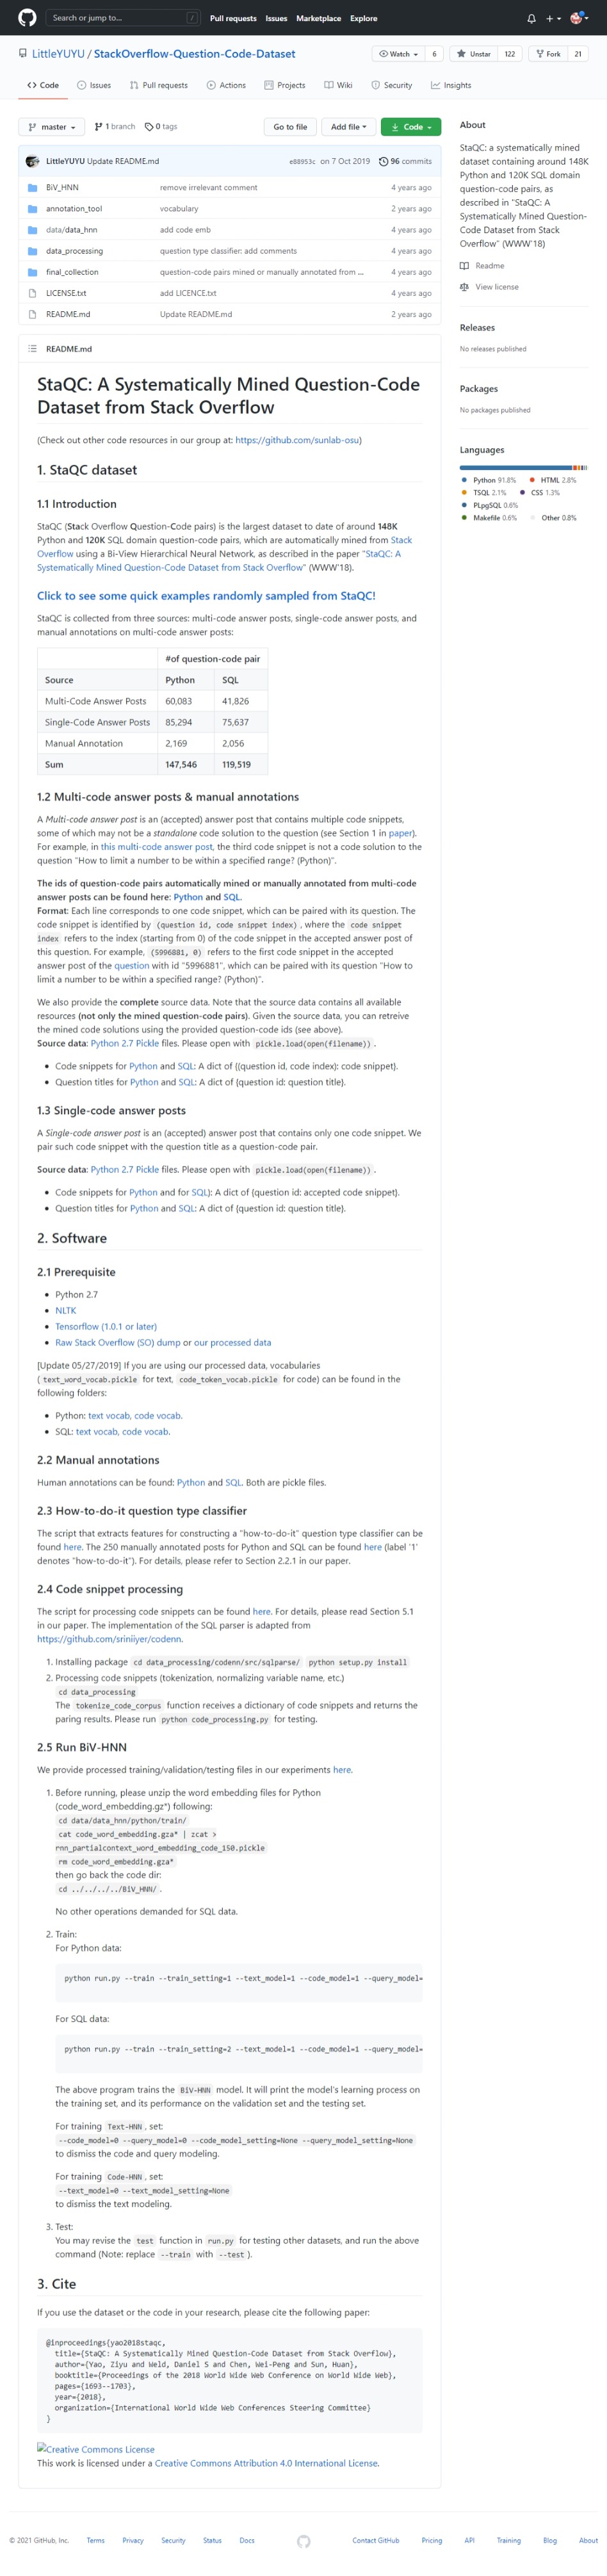 Search or jump to... /
Pull requests Issues Marketplace Explore
LittleYUYU / StackOverflow-Question-Code-Dataset
Watch 6 Unstar 122 Fork 21
Code Issues Pull requests Actions Projects Wiki Security Insights
master 1 branch 0 tags Go to file Add file Code
LittleYUYU Update README.md e88953c on 7 Oct 2019 96 commits
BiV_HNN remove irrelevant comment 4 years ago
annotation_tool vocabulary 2 years ago
data/data_hnn add code emb 4 years ago
data_processing question type classifier: add comments 4 years ago
final_collection question-code pairs mined or manually annotated from ... 4 years ago
LICENSE.txt add LICENCE.txt 4 years ago
README.md Update README.md 2 years ago
About
StaQC: a systematically mined
dataset containing around 148K
Python and 120K SQL domain
question-code pairs, as
described in "StaQC: A
Systematically Mined Question-
Code Dataset from Stack
Overflow" (WWW'18)
Readme
View license
Releases
No releases published
Packages
No packages published
Languages
Python 91.8% HTML 2.8%
TSQL 2.1% CSS 1.3%
PLpgSQL 0.6%
Makefile 0.6% Other 0.8%
README.md
StaQC: A Systematically Mined Question-Code
Dataset from Stack Overflow
(Check out other code resources in our group at: https://github.com/sunlab-osu)
1. StaQC dataset
1.1 Introduction
StaQC (Stack Overflow Question-Code pairs) is the largest dataset to date of around 148K
Python and 120K SQL domain question-code pairs, which are automatically mined from Stack
Overflow using a Bi-View Hierarchical Neural Network, as described in the paper "StaQC: A
Systematically Mined Question-Code Dataset from Stack Overflow" (WWW'18).
Click to see some quick examples randomly sampled from StaQC!
StaQC is collected from three sources: multi-code answer posts, single-code answer posts, and
manual annotations on multi-code answer posts:
#of question-code pair
Source Python SQL
Multi-Code Answer Posts 60,083 41,826
Single-Code Answer Posts 85,294 75,637
Manual Annotation 2,169 2,056
Sum 147,546 119,519
1.2 Multi-code answer posts & manual annotations
A Multi-code answer post is an (accepted) answer post that contains multiple code snippets,
some of which may not be a standalone code solution to the question (see Section 1 in paper).
For example, in this multi-code answer post, the third code snippet is not a code solution to the
question "How to limit a number to be within a specified range? (Python)".
The ids of question-code pairs automatically mined or manually annotated from multi-code
answer posts can be found here: Python and SQL.
Format: Each line corresponds to one code snippet, which can be paired with its question. The
code snippet is identified by (question id, code snippet index), where the code snippet
index refers to the index (starting from 0) of the code snippet in the accepted answer post of
this question. For example, (5996881, 0) refers to the first code snippet in the accepted
answer post of the question with id "5996881", which can be paired with its question "How to
limit a number to be within a specified range? (Python)".
We also provide the complete source data. Note that the source data contains all available
resources (not only the mined question-code pairs). Given the source data, you can retreive
the mined code solutions using the provided question-code ids (see above).
Source data: Python 2.7 Pickle files. Please open with pickle.load(open(filename)).
Code snippets for Python and SQL: A dict of {(question id, code index): code snippet}.
Question titles for Python and SQL: A dict of {question id: question title}.
1.3 Single-code answer posts
A Single-code answer post is an (accepted) answer post that contains only one code snippet. We
pair such code snippet with the question title as a question-code pair.
Source data: Python 2.7 Pickle files. Please open with pickle.load(open(filename)).
Code snippets for Python and for SQL): A dict of {question id: accepted code snippet}.
Question titles for Python and SQL: A dict of {question id: question title}.
2. Software
2.1 Prerequisite
Python 2.7
NLTK
Tensorflow (1.0.1 or later)
Raw Stack Overflow (SO) dump or our processed data
[Update 05/27/2019] If you are using our processed data, vocabularies
( text_word_vocab.pickle for text, code_token_vocab.pickle for code) can be found in the
following folders:
Python: text vocab, code vocab.
SQL: text vocab, code vocab.
2.2 Manual annotations
Human annotations can be found: Python and SQL. Both are pickle files.
2.3 How-to-do-it question type classifier
The script that extracts features for constructing a "how-to-do-it" question type classifier can be
found here. The 250 manually annotated posts for Python and SQL can be found here (label '1'
denotes "how-to-do-it"). For details, please refer to Section 2.2.1 in our paper.
2.4 Code snippet processing
The script for processing code snippets can be found here. For details, please read Section 5.1
in our paper. The implementation of the SQL parser is adapted from
https://github.com/sriniiyer/codenn.
1. Installing package cd data_processing/codenn/src/sqlparse/ python setup.py install
2. Processing code snippets (tokenization, normalizing variable name, etc.)
cd data_processing
The tokenize_code_corpus function receives a dictionary of code snippets and returns the
paring results. Please run python code_processing.py for testing.
2.5 Run BiV-HNN
We provide processed training/validation/testing files in our experiments here.
1. Before running, please unzip the word embedding files for Python
(code_word_embedding.gz*) following:
cd data/data_hnn/python/train/
cat code_word_embedding.gza* | zcat >
rnn_partialcontext_word_embedding_code_150.pickle
rm code_word_embedding.gza*
then go back the code dir:
cd ../../../../BiV_HNN/ .
No other operations demanded for SQL data.
2. Train:
For Python data:
python run.py --train --train_setting=1 --text_model=1 --code_model=1 --query_model=
For SQL data:
python run.py --train --train_setting=2 --text_model=1 --code_model=1 --query_model=
The above program trains the BiV-HNN model. It will print the model's learning process on
the training set, and its performance on the validation set and the testing set.
For training Text-HNN, set:
--code_model=0 --query_model=0 --code_model_setting=None --query_model_setting=None
to dismiss the code and query modeling.
For training Code-HNN, set:
--text_model=0 --text_model_setting=None
to dismiss the text modeling.
3. Test:
You may revise the test function in run.py for testing other datasets, and run the above
command (Note: replace --train with --test ).
3. Cite
If you use the dataset or the code in your research, please cite the following paper:
@inproceedings{yao2018staqc,
title={StaQC: A Systematically Mined Question-Code Dataset from Stack Overflow},
author={Yao, Ziyu and Weld, Daniel S and Chen, Wei-Peng and Sun, Huan},
booktitle={Proceedings of the 2018 World Wide Web Conference on World Wide Web},
pages={1693--1703},
year={2018},
organization={International World Wide Web Conferences Steering Committee}
}
Creative Commons License
This work is licensed under a Creative Commons Attribution 4.0 International License.
© 2021 GitHub, Inc. Terms Privacy Security Status Docs Contact GitHub Pricing API Training Blog About